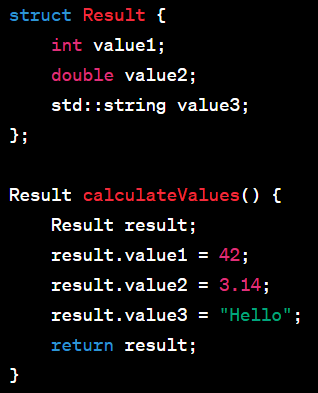 struct Result {
    int value1;
    double value2;
    std::string value3;
};

Result calculateValues() {
    Result result;
    result.value1 = 42;
    result.value2 = 3.14;
    result.value3 = "Hello";
    return result;
}